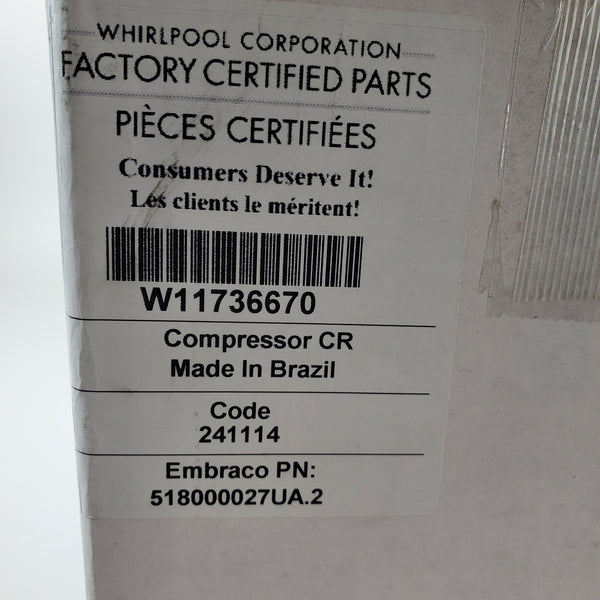 WHIRLPOOL CORPORATION
FACTORY CERTIFIED PARTS
PIÈCES CERTIFIÉES
Consumers Deserve It!
Les clients le méritent!
W11736670
Compressor CR
Made In Brazil
Code
241114
Embraco PN:
518000027UA.2